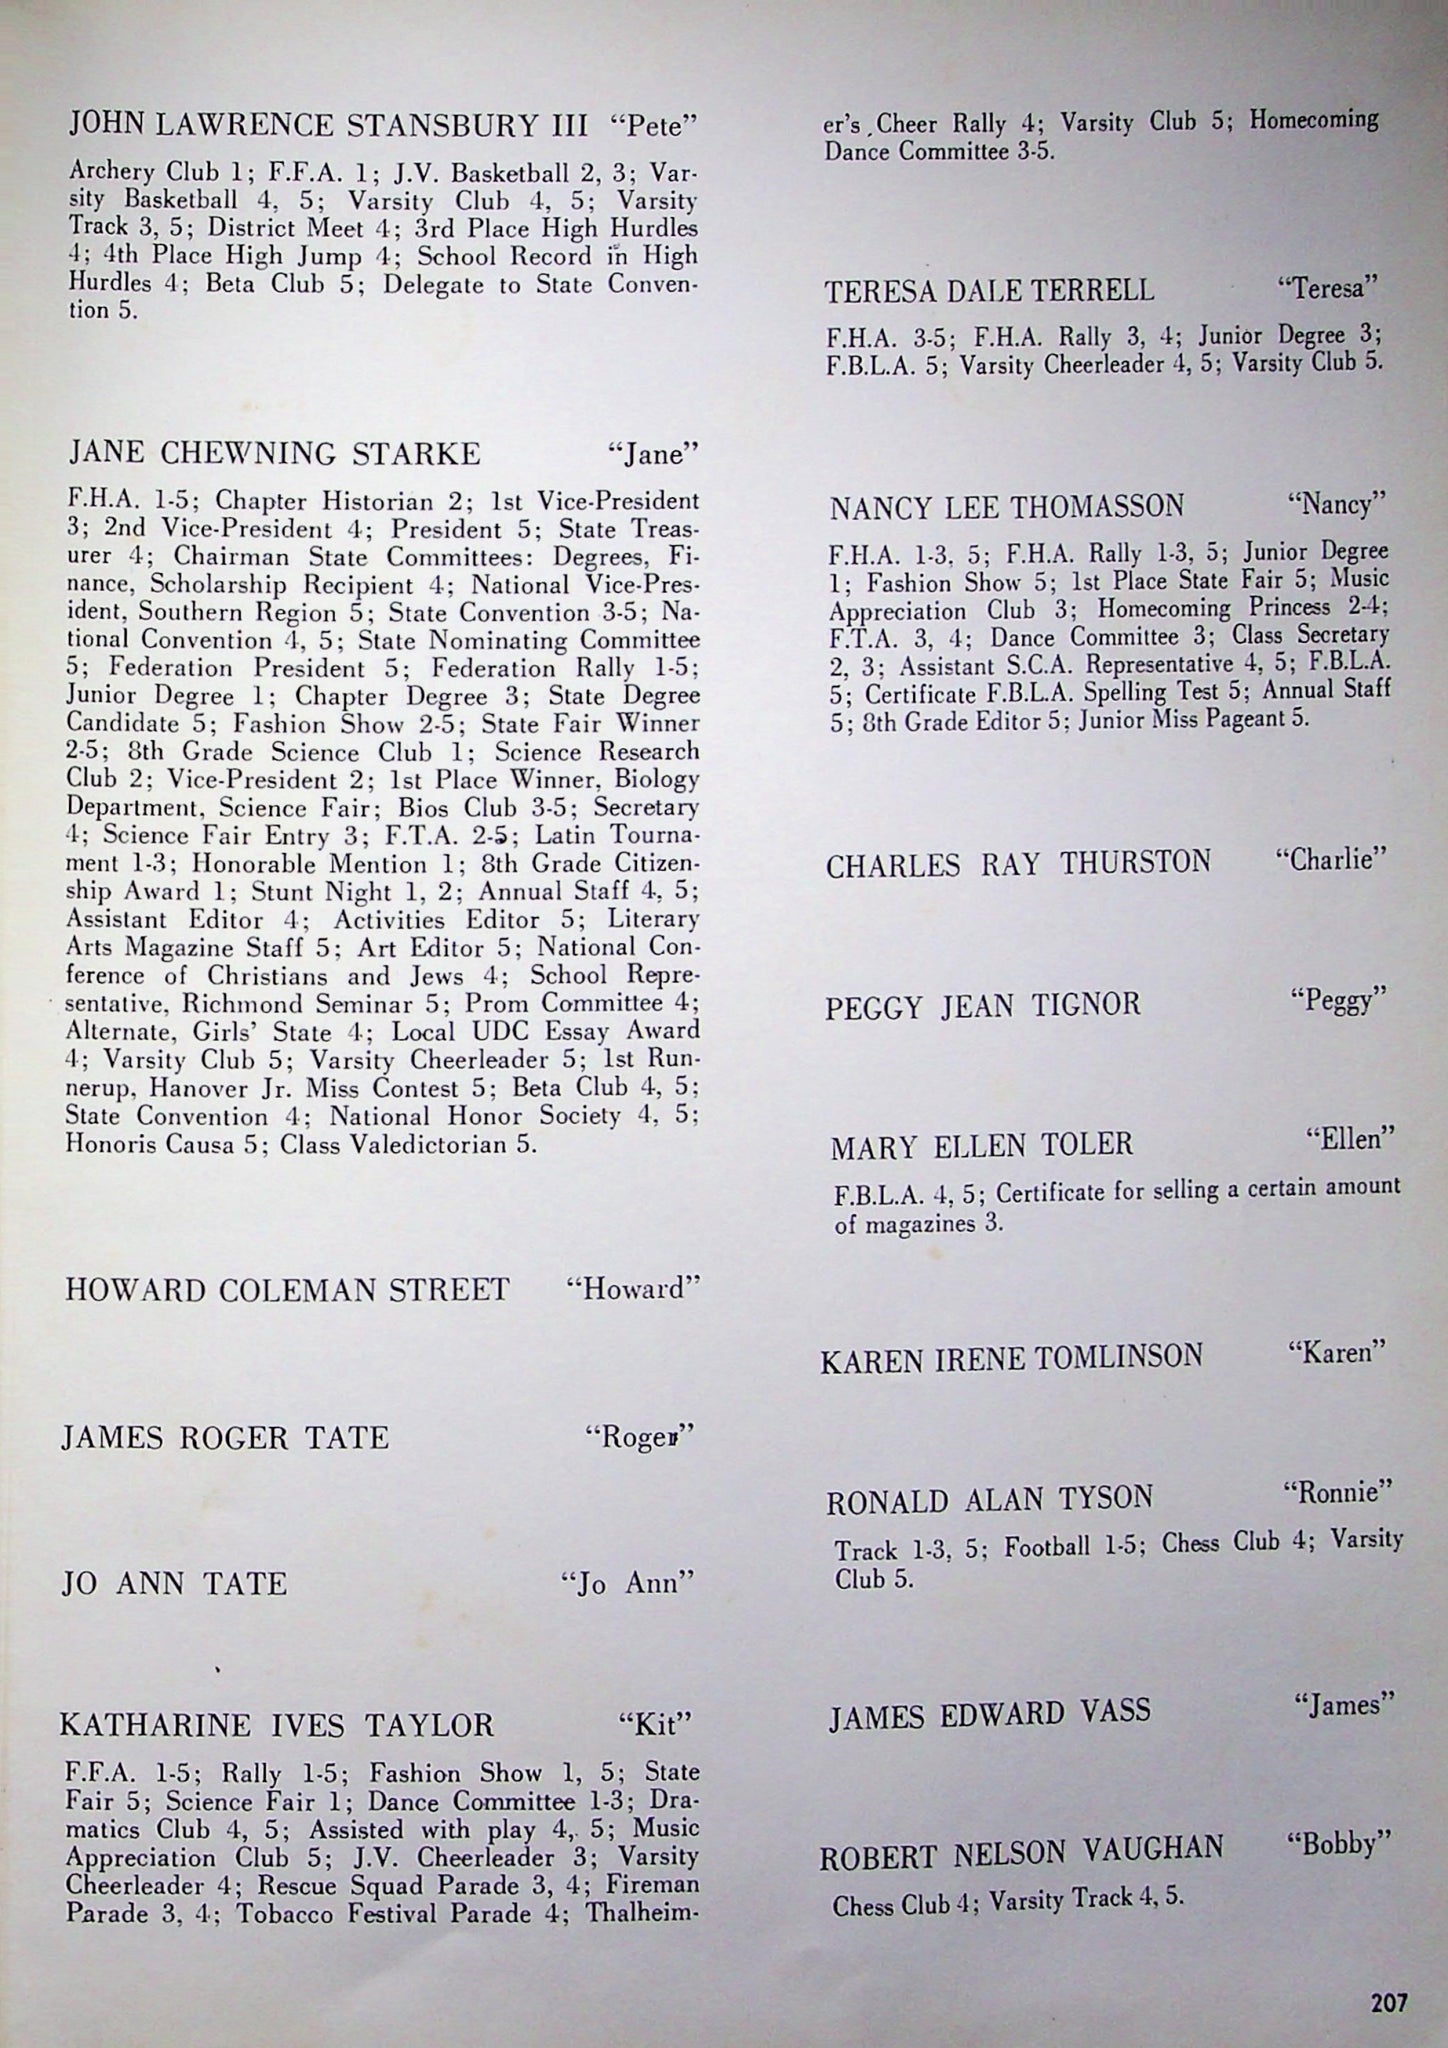 JOHN LAWRENCE STANSBURY III "Pete"
Archery Club 1; F.F.A. 1; J.V. Basketball 2, 3; Var-
sity Basketball 4, 5; Varsity Club 4, 5; Varsity
Track 3, 5; District Meet 4; 3rd Place High Hurdles
4; 4th Place High Jump 4; School Record in High
Hurdles 4; Beta Club 5; Delegate to State Conven-
tion 5.
JANE CHEWNING STARKE "Jane"
F.H.A. 1-5; Chapter Historian 2; 1st Vice-President
3; 2nd Vice-President 4; President 5; State Treas-
urer 4; Chairman State Committees: Degrees, Fi-
nance, Scholarship Recipient 4; National Vice-Pres-
ident, Southern Region 5; State Convention 3-5; Na-
tional Convention 4, 5; State Nominating Committee
5; Federation President 5; Federation Rally 1-5;
Junior Degree 1; Chapter Degree 3; State Degree
Candidate 5; Fashion Show 2-5; State Fair Winner
2-5; 8th Grade Science Club 1; Science Research
Club 2; Vice-President 2; 1st Place Winner, Biology
Department, Science Fair; Bios Club 3-5; Secretary
4; Science Fair Entry 3; F.T.A. 2-5; Latin Tourna-
ment 1-3; Honorable Mention 1; 8th Grade Citizen-
ship Award 1; Stunt Night 1, 2; Annual Staff 4, 5;
Assistant Editor 4; Activities Editor 5; Literary
Arts Magazine Staff 5; Art Editor 5; National Con-
ference of Christians and Jews 4; School Repre-
sentative, Richmond Seminar 5; Prom Committee 4;
Alternate, Girls' State 4; Local UDC Essay Award
4; Varsity Club 5; Varsity Cheerleader 5; 1st Run-
nerup, Hanover Jr. Miss Contest 5; Beta Club 4, 5;
State Convention 4; National Honor Society 4, 5;
Honoris Causa 5; Class Valedictorian 5.
HOWARD COLEMAN STREET "Howard"
JAMES ROGER TATE "Roger"
JO ANN TATE "Jo Ann"
KATHARINE IVES TAYLOR "Kit"
F.F.A. 1-5; Rally 1-5; Fashion Show 1, 5; State
Fair 5; Science Fair 1; Dance Committee 1-3; Dra-
matics Club 4, 5; Assisted with play 4, 5; Music
Appreciation Club 5; J.V. Cheerleader 3; Varsity
Cheerleader 4; Rescue Squad Parade 3, 4; Fireman
Parade 3, 4; Tobacco Festival Parade 4; Thalheim-
er's Cheer Rally 4; Varsity Club 5; Homecoming
Dance Committee 3-5.
TERESA DALE TERRELL "Teresa"
F.H.A. 3-5; F.H.A. Rally 3, 4; Junior Degree 3;
F.B.L.A. 5; Varsity Cheerleader 4, 5; Varsity Club 5.
NANCY LEE THOMASSON "Nancy"
F.H.A. 1-3, 5; F.H.A. Rally 1-3, 5; Junior Degree
1; Fashion Show 5; 1st Place State Fair 5; Music
Appreciation Club 3; Homecoming Princess 2-4;
F.T.A. 3, 4; Dance Committee 3; Class Secretary
2, 3; Assistant S.C.A. Representative 4, 5; F.B.L.A.
5; Certificate F.B.L.A. Spelling Test 5; Annual Staff
5; 8th Grade Editor 5; Junior Miss Pageant 5.
CHARLES RAY THURSTON "Charlie"
PEGGY JEAN TIGNOR "Peggy"
MARY ELLEN TOLER "Ellen"
F.B.L.A. 4, 5; Certificate for selling a certain amount
of magazines 3.
KAREN IRENE TOMLINSON "Karen"
RONALD ALAN TYSON "Ronnie"
Track 1-3, 5; Football 1-5; Chess Club 4; Varsity
Club 5.
JAMES EDWARD VASS "James"
ROBERT NELSON VAUGHAN "Bobby"
Chess Club 4; Varsity Track 4, 5.
207